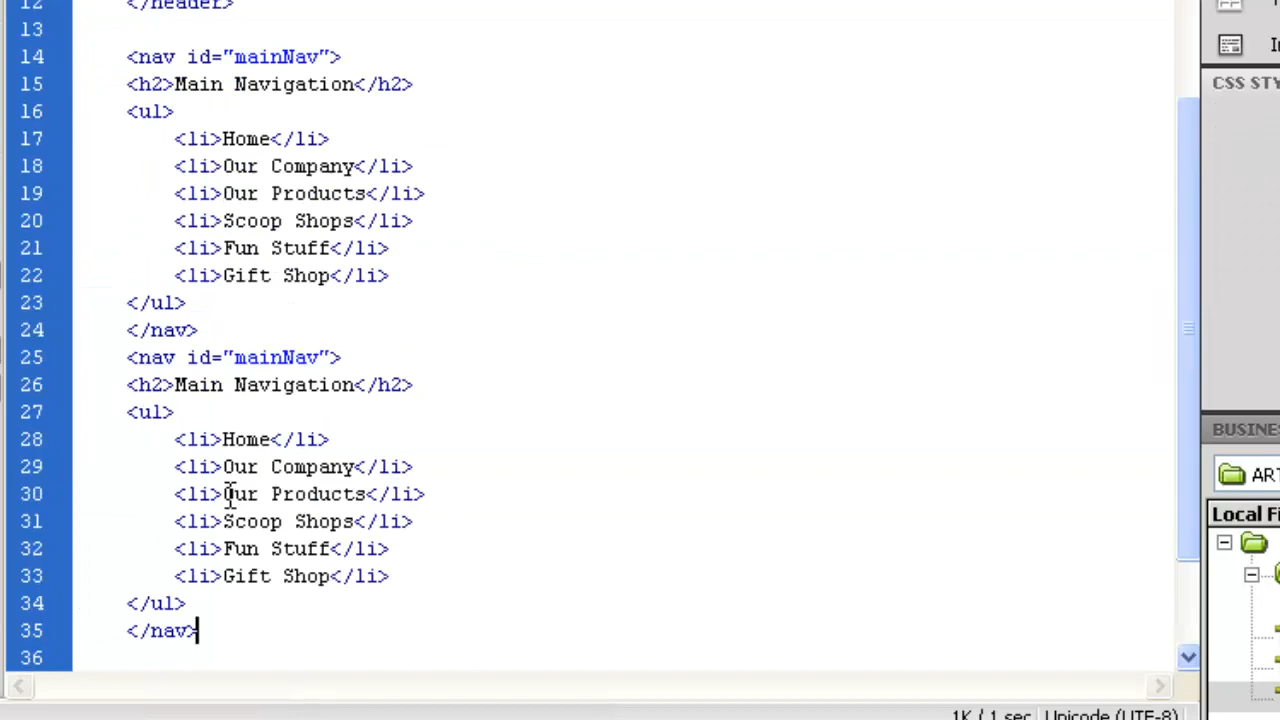 12 </header>
13
14 <nav id="mainNav">
15 <h2>Main Navigation</h2>
16 <ul>
17 <li>Home</li>
18 <li>Our Company</li>
19 <li>Our Products</li>
20 <li>Scoop Shops</li>
21 <li>Fun Stuff</li>
22 <li>Gift Shop</li>
23 </ul>
24 </nav>
25 <nav id="mainNav">
26 <h2>Main Navigation</h2>
27 <ul>
28 <li>Home</li>
29 <li>Our Company</li>
30 <li>Our Products</li>
31 <li>Scoop Shops</li>
32 <li>Fun Stuff</li>
33 <li>Gift Shop</li>
34 </ul>
35 </nav>
36
1K / 1 sec Unicode (UTF-8)
CSS STY
BUSINE
ART
Local Fi